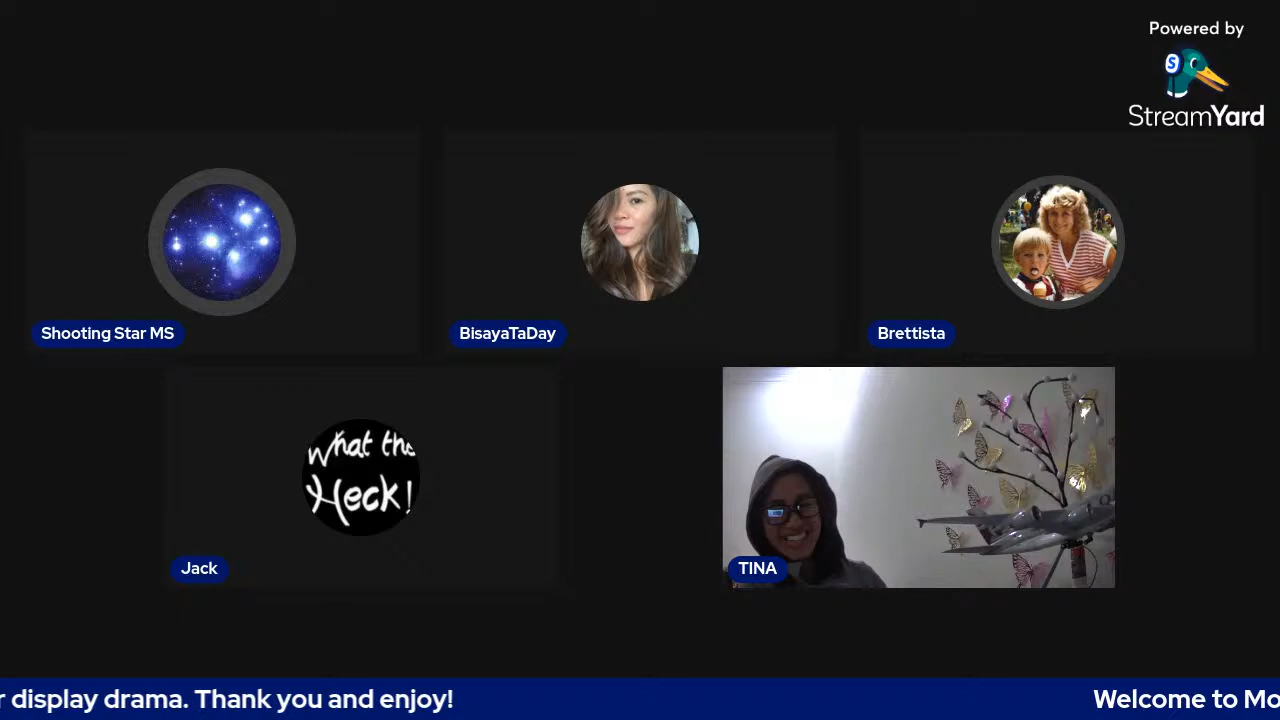 Powered by
StreamYard
Shooting Star MS
BisayaTaDay
Brettista
What the
Heck!
Jack
TINA
r display drama. Thank you and enjoy!
Welcome to Mo